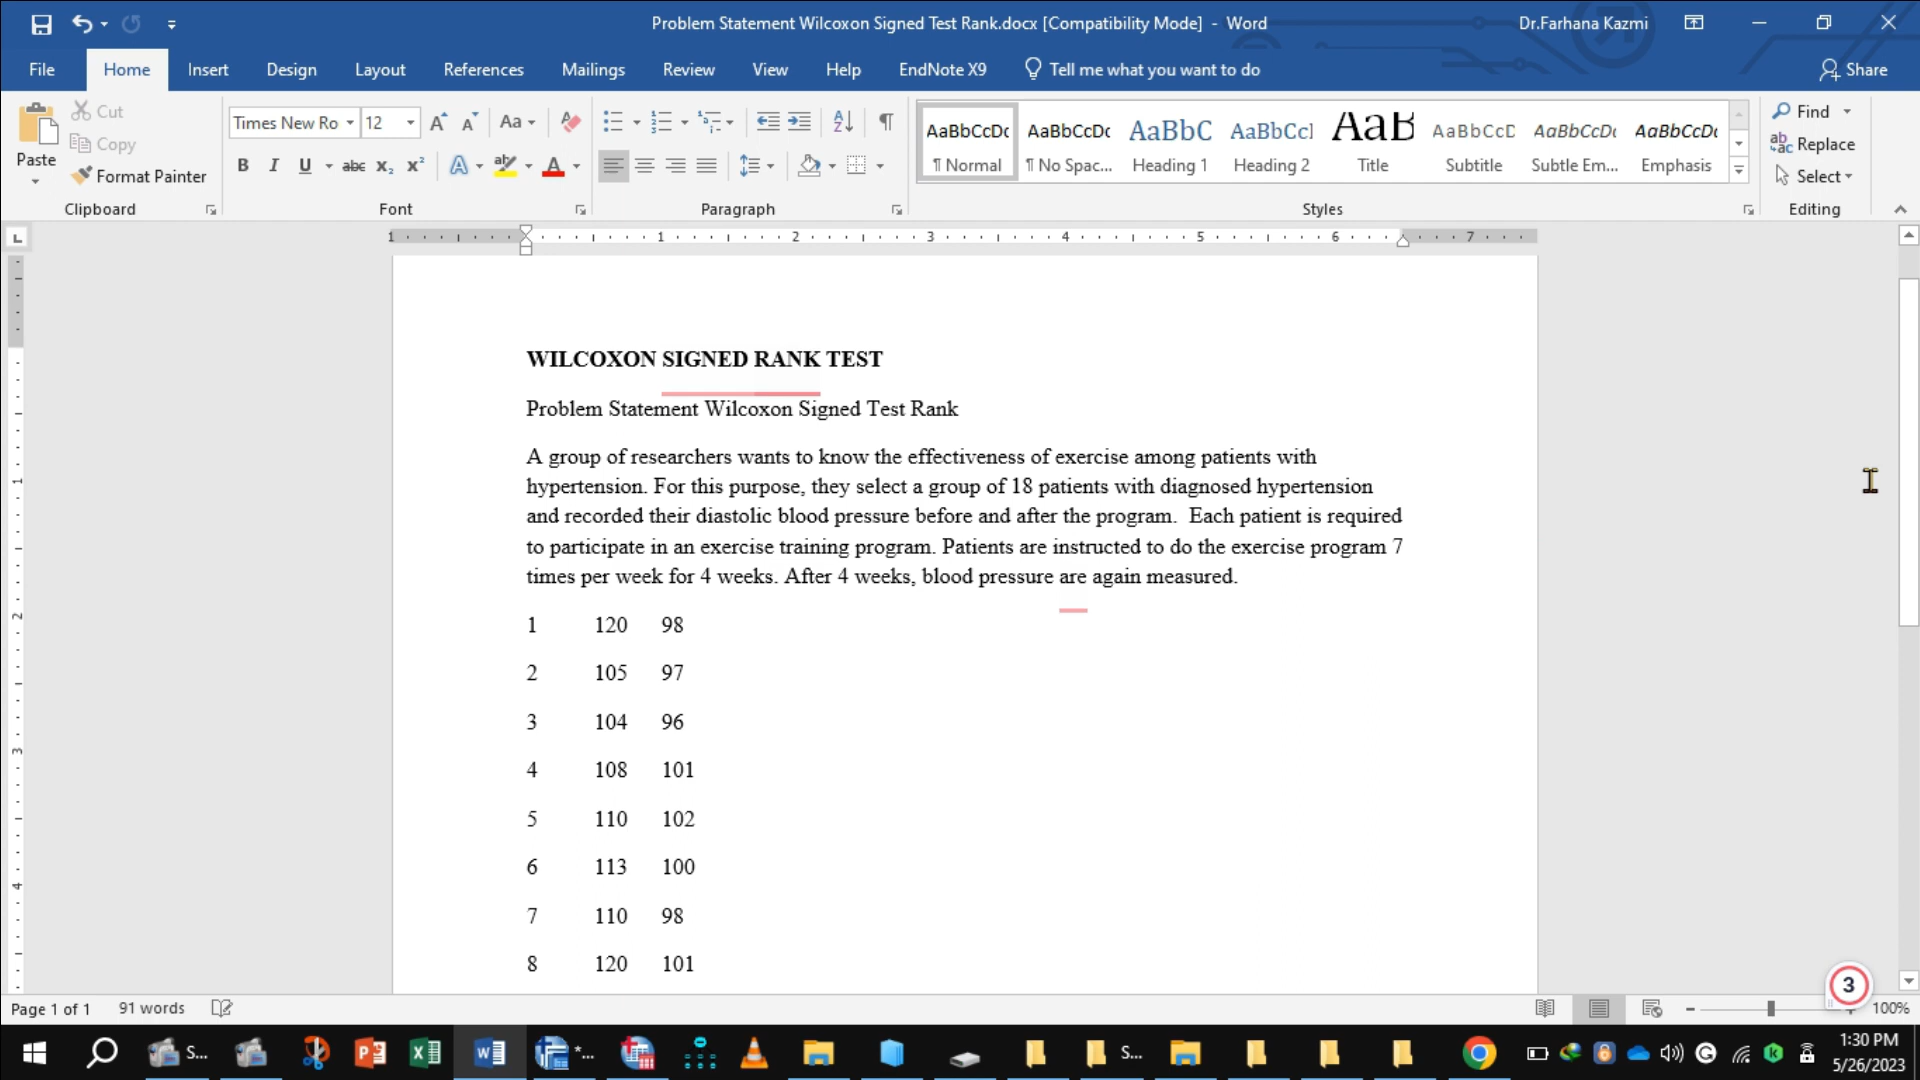 Problem Statement Wilcoxon Signed Test Rank.docx [Compatibility Mode] - Word
Dr.Farhana Kazmi
File Home Insert Design Layout References Mailings Review View Help EndNote X9 Tell me what you want to do Share
Paste
Cut
Copy
Format Painter
Clipboard
Times New Ro 12
Font
Paragraph
AaBbCcDc AaBbCcDc AaBbC AaBbCcl AaB AaBbCcD AaBbCcDc AaBbCcDc
¶ Normal ¶ No Spac... Heading 1 Heading 2 Title Subtitle Subtle Em... Emphasis
Styles
Find
Replace
Select
Editing
1 1 2 3 4 5 6 7
WILCOXON SIGNED RANK TEST
Problem Statement Wilcoxon Signed Test Rank
A group of researchers wants to know the effectiveness of exercise among patients with
hypertension. For this purpose, they select a group of 18 patients with diagnosed hypertension
and recorded their diastolic blood pressure before and after the program.  Each patient is required
to participate in an exercise training program. Patients are instructed to do the exercise program 7
times per week for 4 weeks. After 4 weeks, blood pressure are again measured.
1 120 98
2 105 97
3 104 96
4 108 101
5 110 102
6 113 100
7 110 98
8 120 101
3
Page 1 of 1 91 words
100%
S... *... S...
1:30 PM
5/26/2023